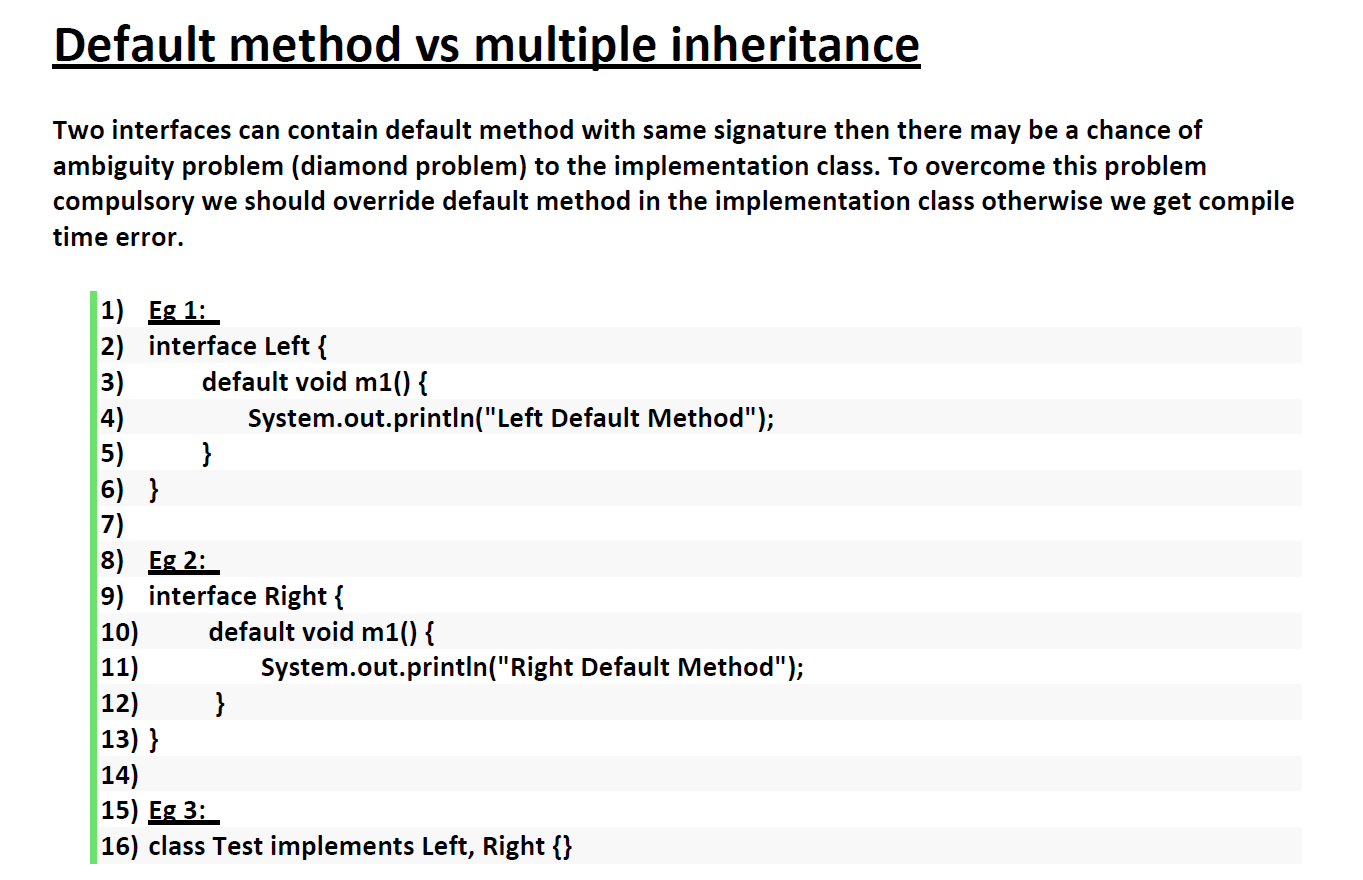 Default method vs multiple inheritance
Two interfaces can contain default method with same signature then there may be a chance of
ambiguity problem (diamond problem) to the implementation class. To overcome this problem
compulsory we should override default method in the implementation class otherwise we get compile
time error.
1) Eg 1:
2) interface Left {
3) default void m1() {
4) System.out.println("Left Default Method");
5) }
6) }
7)
8) Eg 2:
9) interface Right {
10) default void m1() {
11) System.out.println("Right Default Method");
12) }
13) }
14)
15) Eg 3:
16) class Test implements Left, Right {}